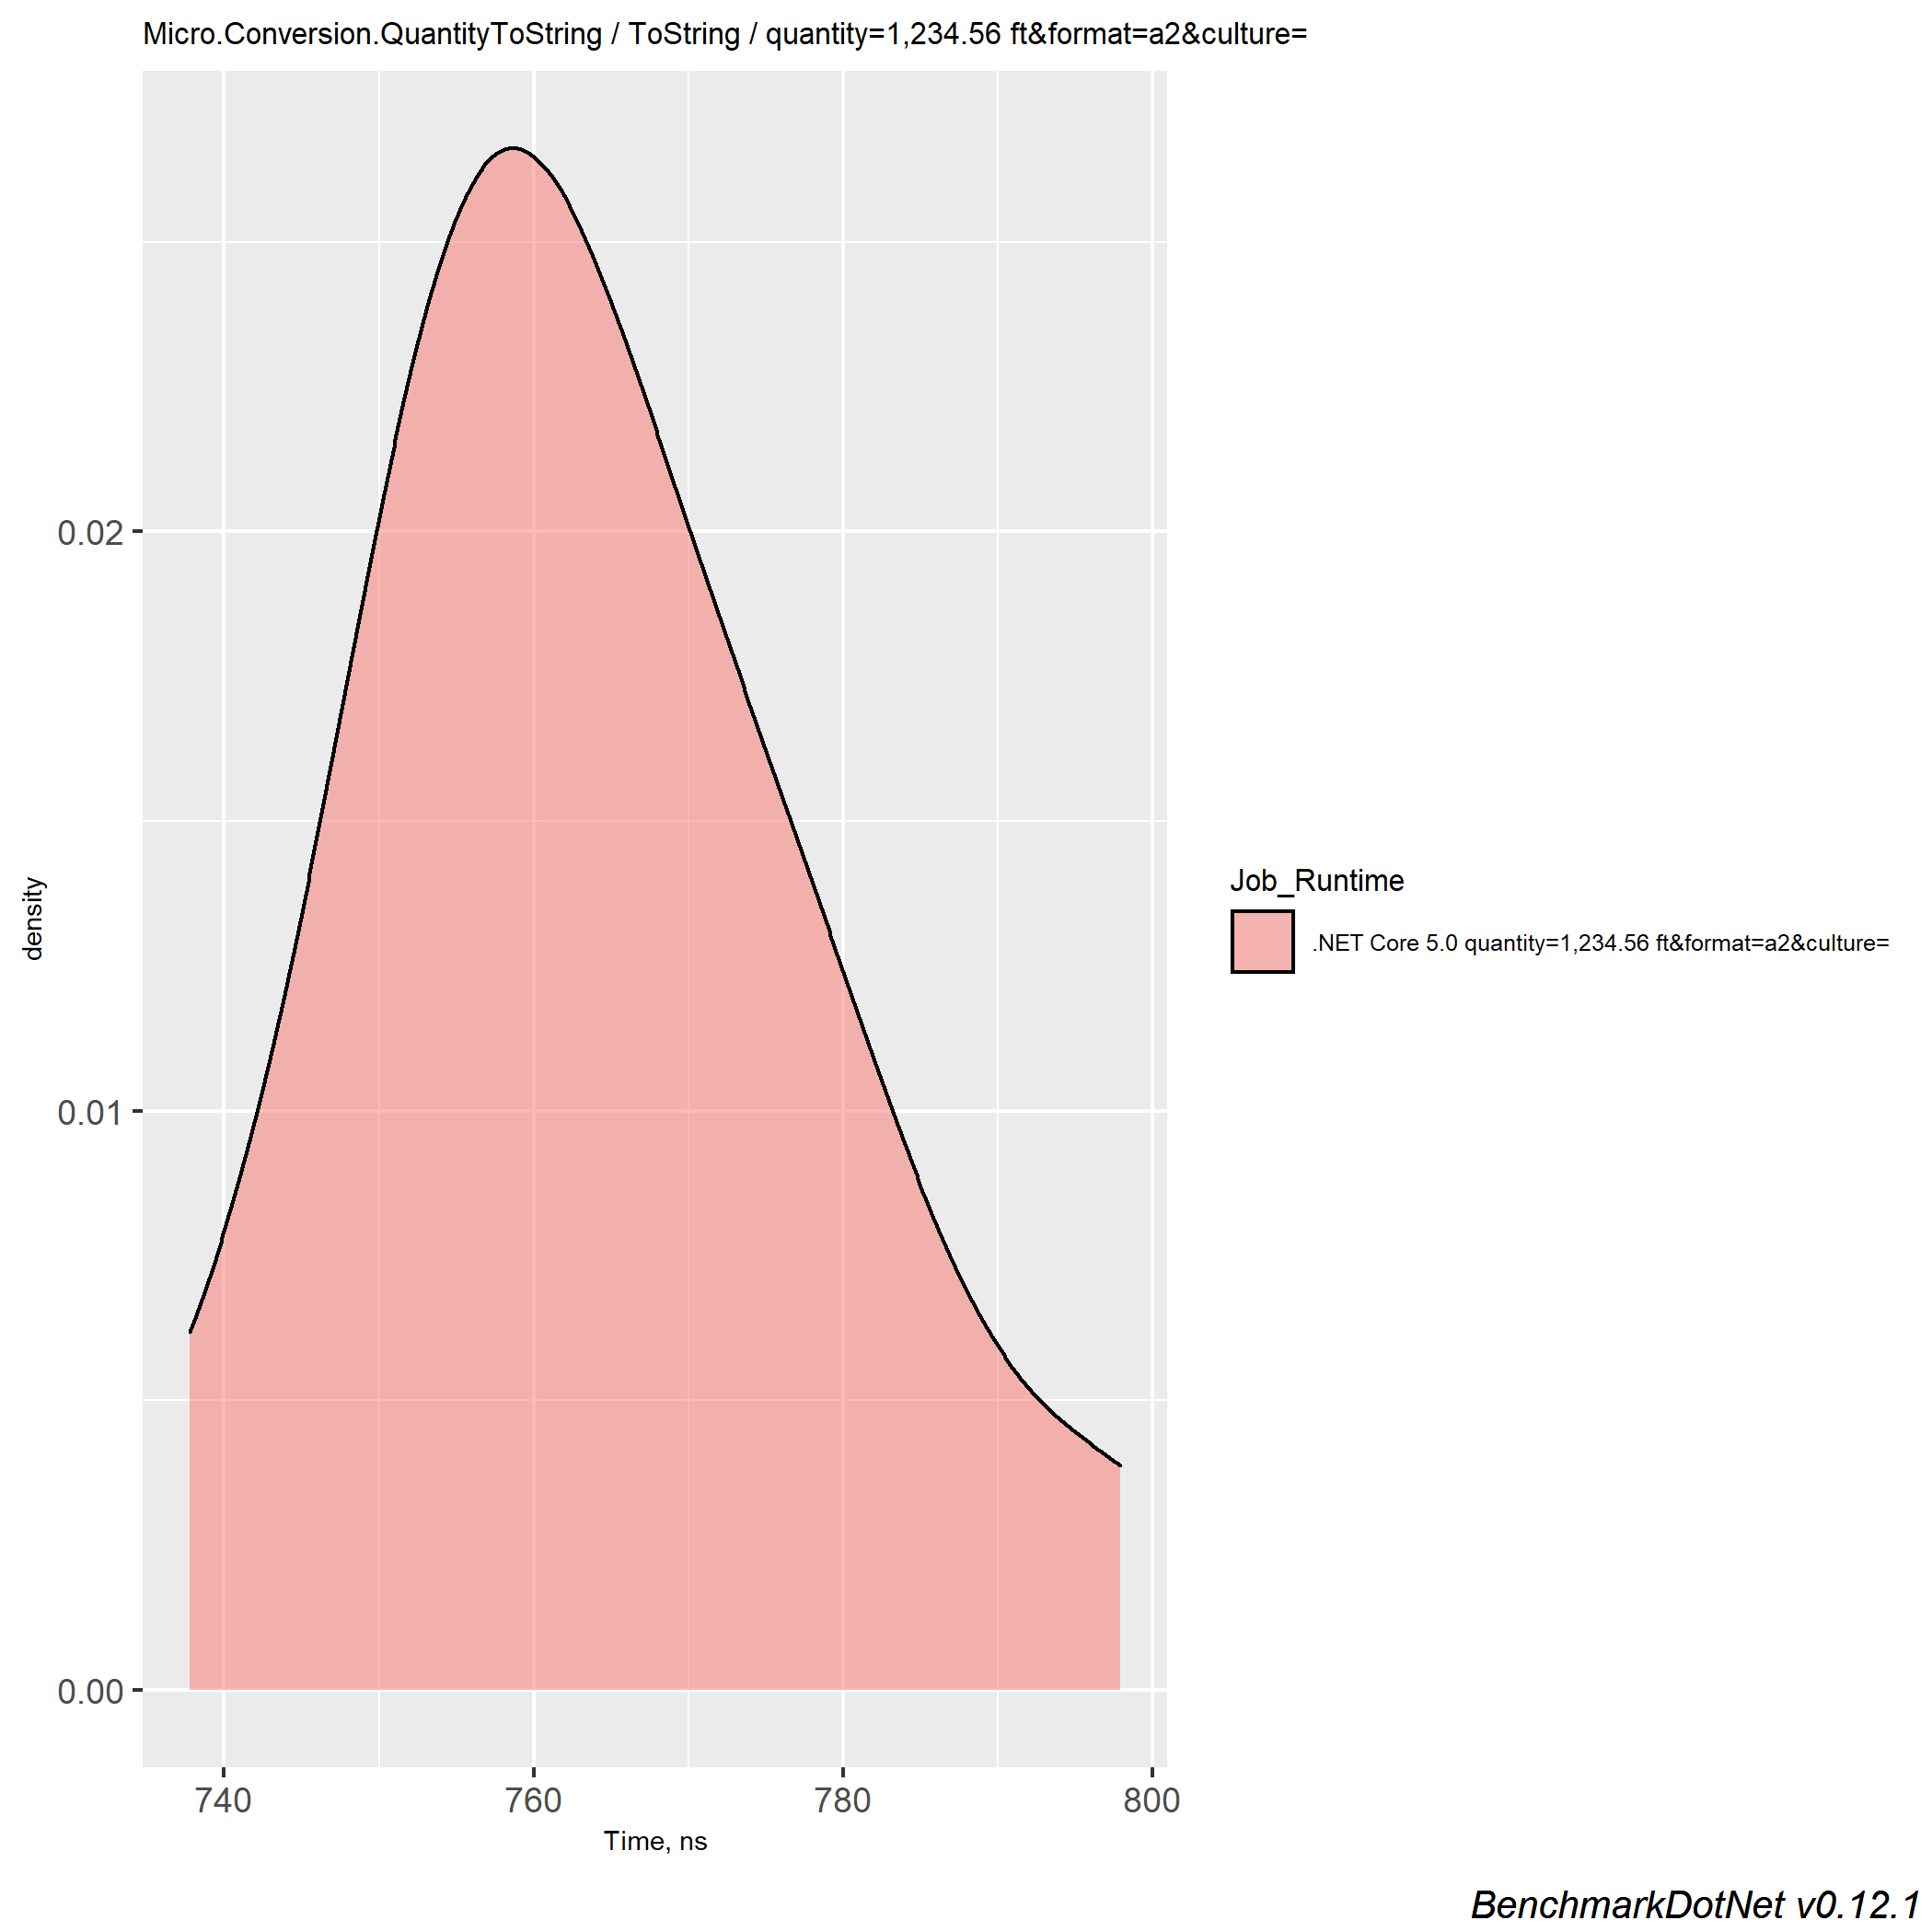 Micro.Conversion.QuantityToString / ToString / quantity=1,234.56 ft&format=a2&culture=
0.02
0.01
0.00
density
740 760 780 800
Time, ns
Job_Runtime
.NET Core 5.0 quantity=1,234.56 ft&format=a2&culture=
BenchmarkDotNet v0.12.1